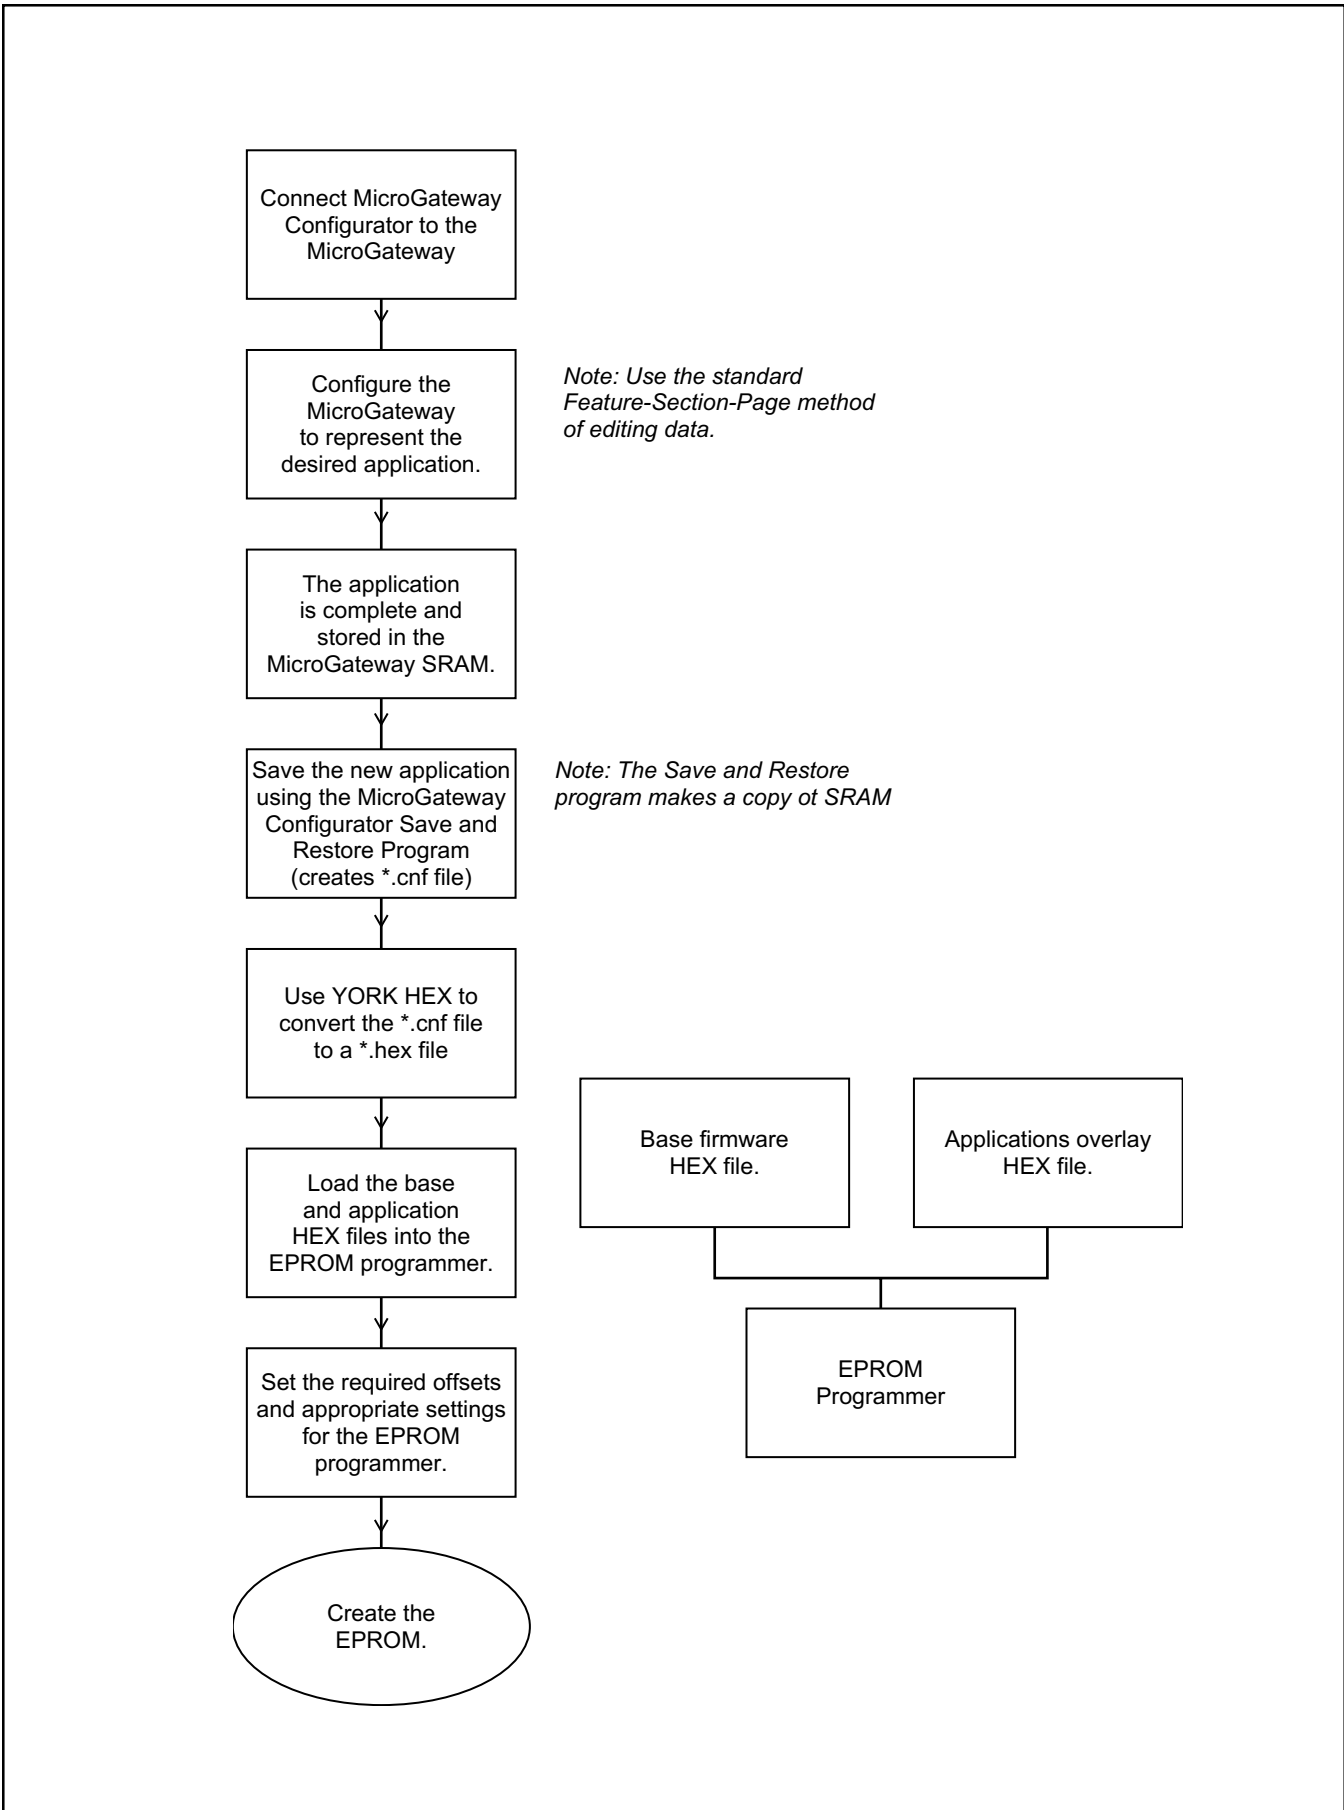 Connect MicroGateway
Configurator to the
MicroGateway
Configure the
MicroGateway
to represent the
desired application.
Note: Use the standard
Feature-Section-Page method
of editing data.
The application
is complete and
stored in the
MicroGateway SRAM.
Save the new application
using the MicroGateway
Configurator Save and
Restore Program
(creates *.cnf file)
Note: The Save and Restore
program makes a copy ot SRAM
Use YORK HEX to
convert the *.cnf file
to a *.hex file
Load the base
and application
HEX files into the
EPROM programmer.
Base firmware
HEX file.
Applications overlay
HEX file.
EPROM
Programmer
Set the required offsets
and appropriate settings
for the EPROM
programmer.
Create the
EPROM.